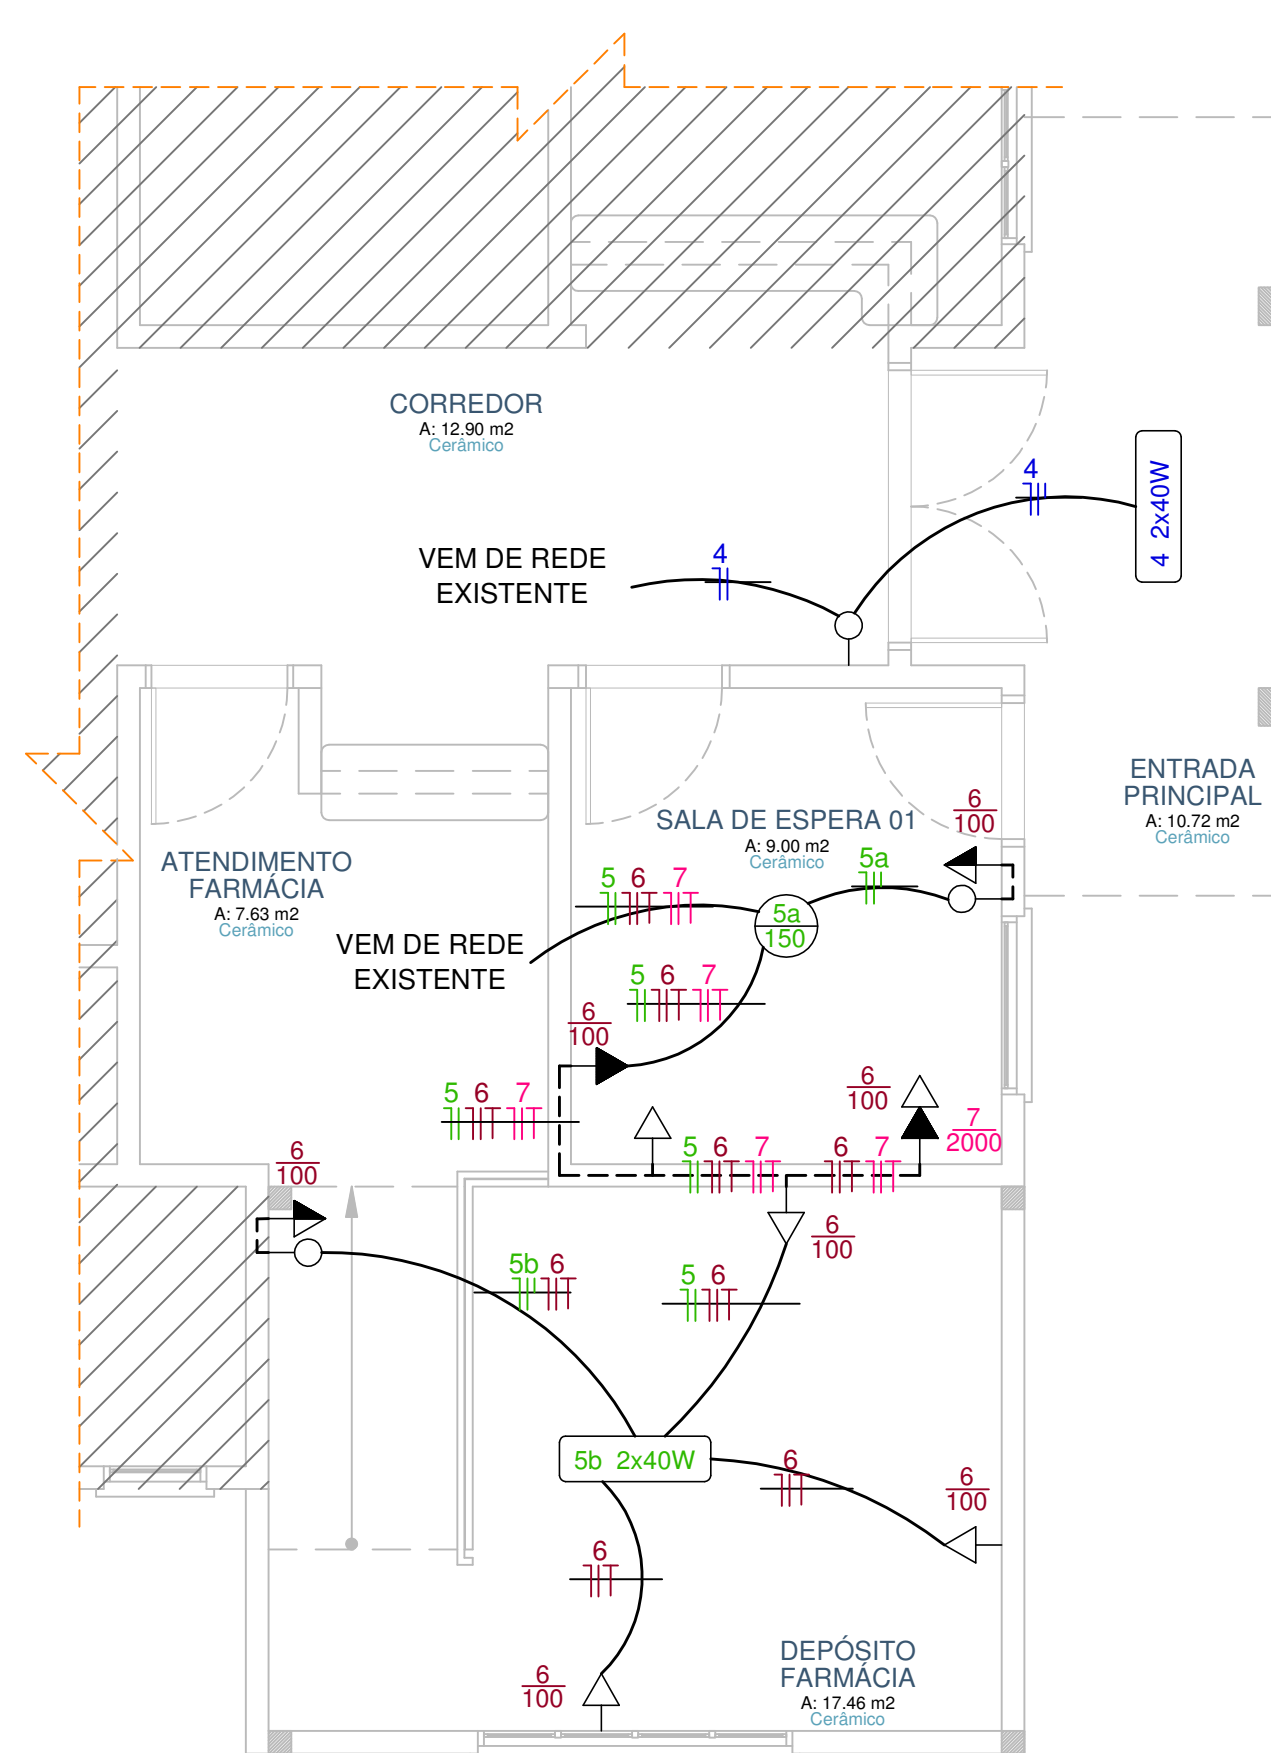 CORREDOR
A: 12.90 m2
Cerâmico
4
4 2x40W
VEM DE REDE
EXISTENTE
4
ENTRADA
PRINCIPAL
A: 10.72 m2
Cerâmico
6
100
SALA DE ESPERA 01
A: 9.00 m2
Cerâmico
5a
ATENDIMENTO
FARMÁCIA
A: 7.63 m2
Cerâmico
5 6 7
5a
150
VEM DE REDE
EXISTENTE
5 6 7
6
100
5 6 7
6
100
7
2000
5 6 7
6 7
6
100
6
100
5b 6
5 6
5b 2x40W
6
6
100
6
6
100
DEPÓSITO
FARMÁCIA
A: 17.46 m2
Cerâmico